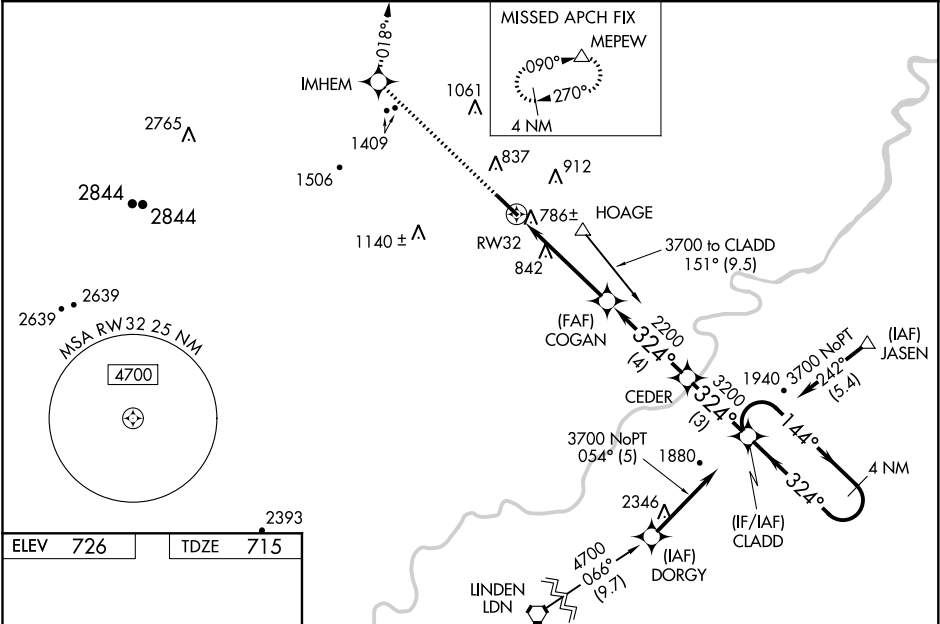 MISSED APCH FIX
MEPEW
090°
270°
4 NM
018°
IMHEM
1061
2765
1409
837
1506
912
2844
2844
786±
HOAGE
1140 ±
RW32
3700 to CLADD
151° (9.5)
842
2639
2639
(FAF)
COGAN
2200
324°
(4)
MSA RW32 25 NM
4700
(IAF)
JASEN
3700 NoPT
242°
(5.4)
1940
CEDER
3200
324°
(3)
144°
3700 NoPT
054° (5)
1880
4 NM
324°
2346
(IF/IAF)
CLADD
2393
(IAF)
DORGY
ELEV 726
TDZE 715
4700
066°
(9.7)
LINDEN
LDN